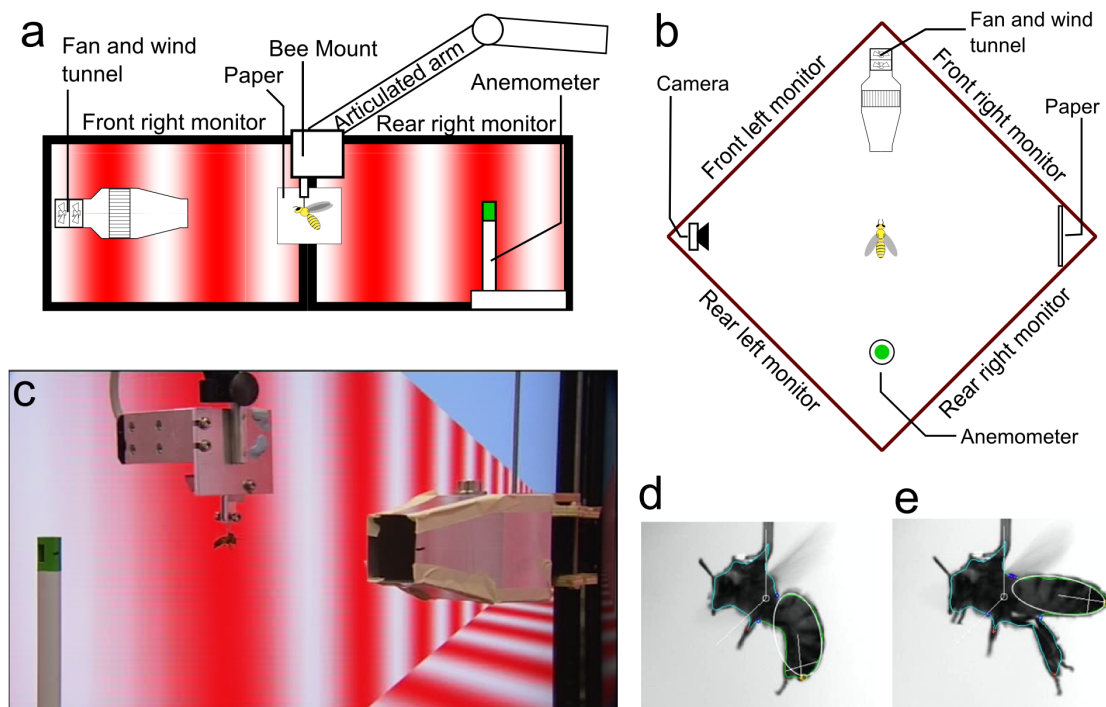 a
Fan and wind
tunnel
Bee Mount
Paper
Articulated arm
Anemometer
Front right monitor
Rear right monitor
b
Fan and wind
tunnel
Camera
Front left monitor
Front right monitor
Paper
Rear left monitor
Rear right monitor
Anemometer
c
d
e